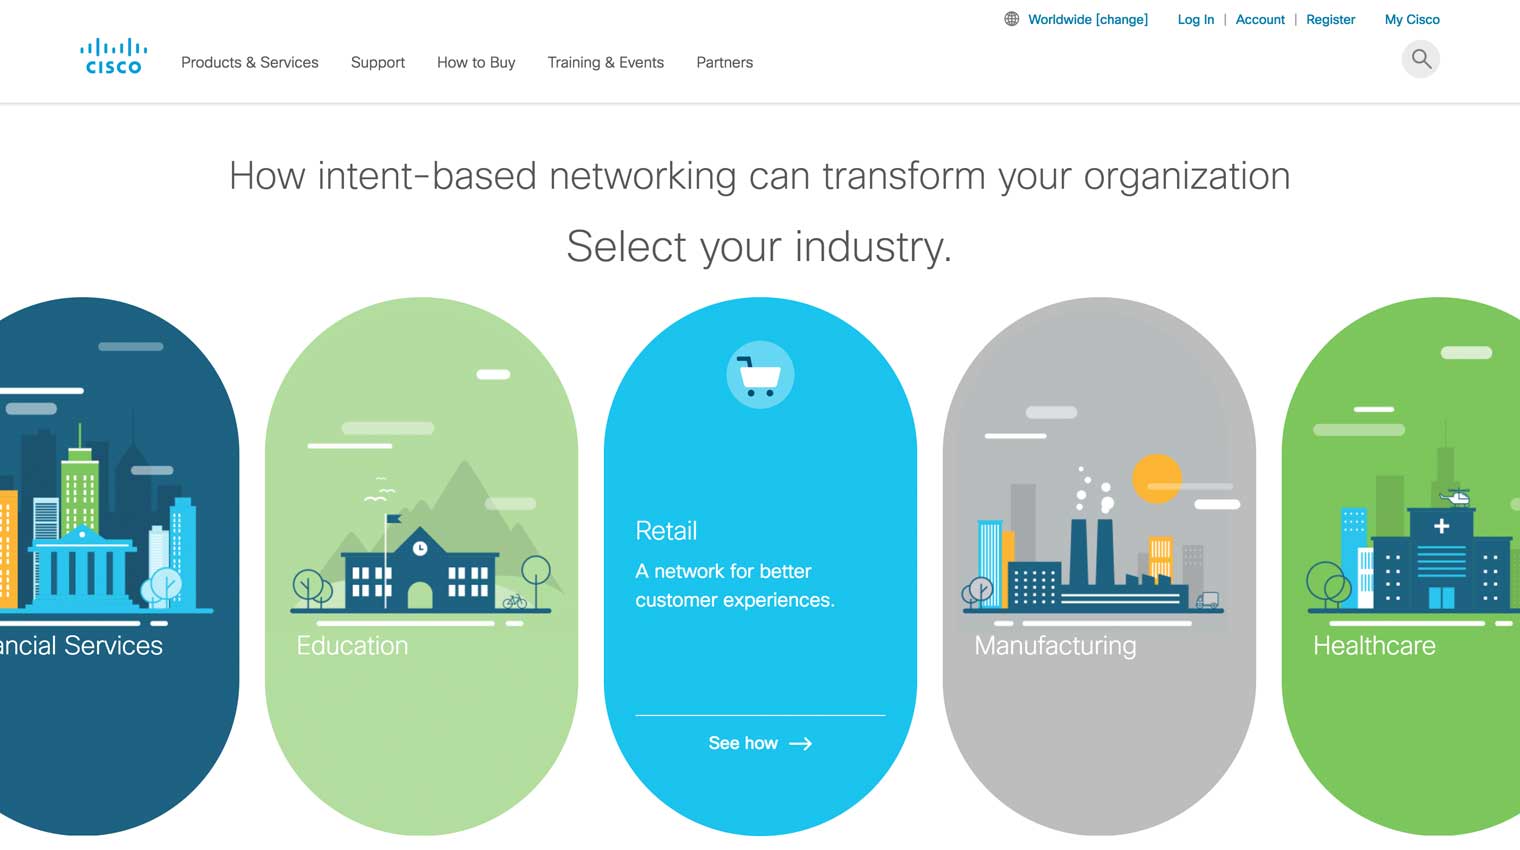 Worldwide [change] Log In | Account | Register My Cisco
CISCO
Products & Services Support How to Buy Training & Events Partners
How intent-based networking can transform your organization
Select your industry.
ancial Services
Education
Retail
A network for better
customer experiences.
See how
Manufacturing
Healthcare